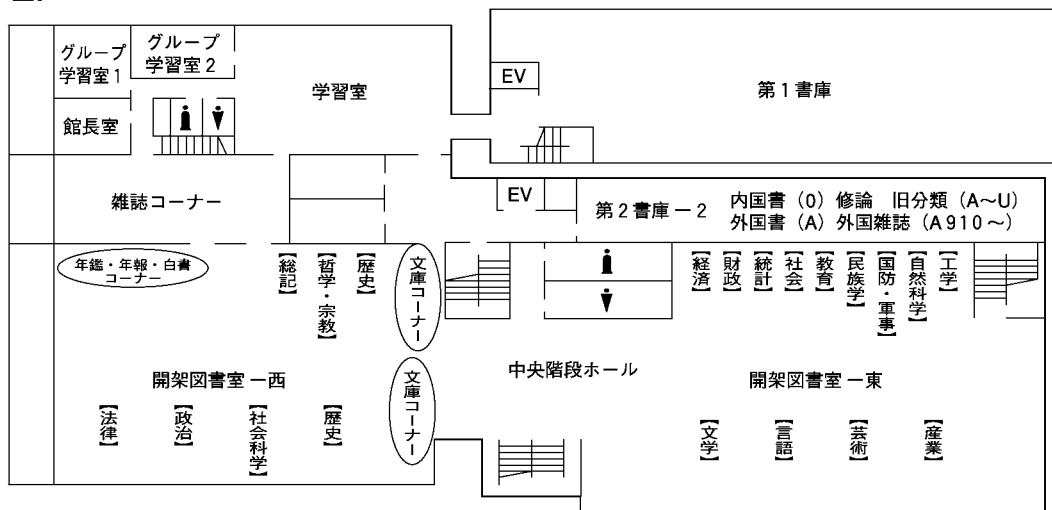 グループ
学習室1
グループ
学習室2
学習室
EV
第1書庫
館長室
雑誌コーナー
EV
第2書庫－2
内国書（0）修論 旧分類（A～U）
外国書（A）外国雑誌（A910～）
年鑑・年報・白書
コーナー
【総記】
【哲学・宗教】
【歴史】
文庫コーナー
【経済】
【財政】
【統計】
【社会】
【教育】
【民族学】
【国防・軍事】
【自然科学】
【工学】
開架図書室－西
文庫コーナー
中央階段ホール
開架図書室－東
【法律】
【政治】
【社会科学】
【歴史】
【文学】
【言語】
【芸術】
【産業】